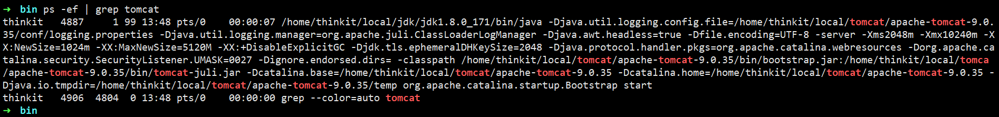 ➜  bin ps -ef | grep tomcat
thinkit   4887     1 99 13:48 pts/0    00:00:07 /home/thinkit/local/jdk/jdk1.8.0_171/bin/java -Djava.util.logging.config.file=/home/thinkit/local/tomcat/apache-tomcat-9.0.
35/conf/logging.properties -Djava.util.logging.manager=org.apache.juli.ClassLoaderLogManager -Djava.awt.headless=true -Dfile.encoding=UTF-8 -server -Xms2048m -Xmx10240m -X
X:NewSize=1024m -XX:MaxNewSize=5120M -XX:+DisableExplicitGC -Djdk.tls.ephemeralDHKeySize=2048 -Djava.protocol.handler.pkgs=org.apache.catalina.webresources -Dorg.apache.ca
talina.security.SecurityListener.UMASK=0027 -Dignore.endorsed.dirs= -classpath /home/thinkit/local/tomcat/apache-tomcat-9.0.35/bin/bootstrap.jar:/home/thinkit/local/tomca
/apache-tomcat-9.0.35/bin/tomcat-juli.jar -Dcatalina.base=/home/thinkit/local/tomcat/apache-tomcat-9.0.35 -Dcatalina.home=/home/thinkit/local/tomcat/apache-tomcat-9.0.35 -
Djava.io.tmpdir=/home/thinkit/local/tomcat/apache-tomcat-9.0.35/temp org.apache.catalina.startup.Bootstrap start
thinkit   4906  4804  0 13:48 pts/0    00:00:00 grep --color=auto tomcat
➜  bin